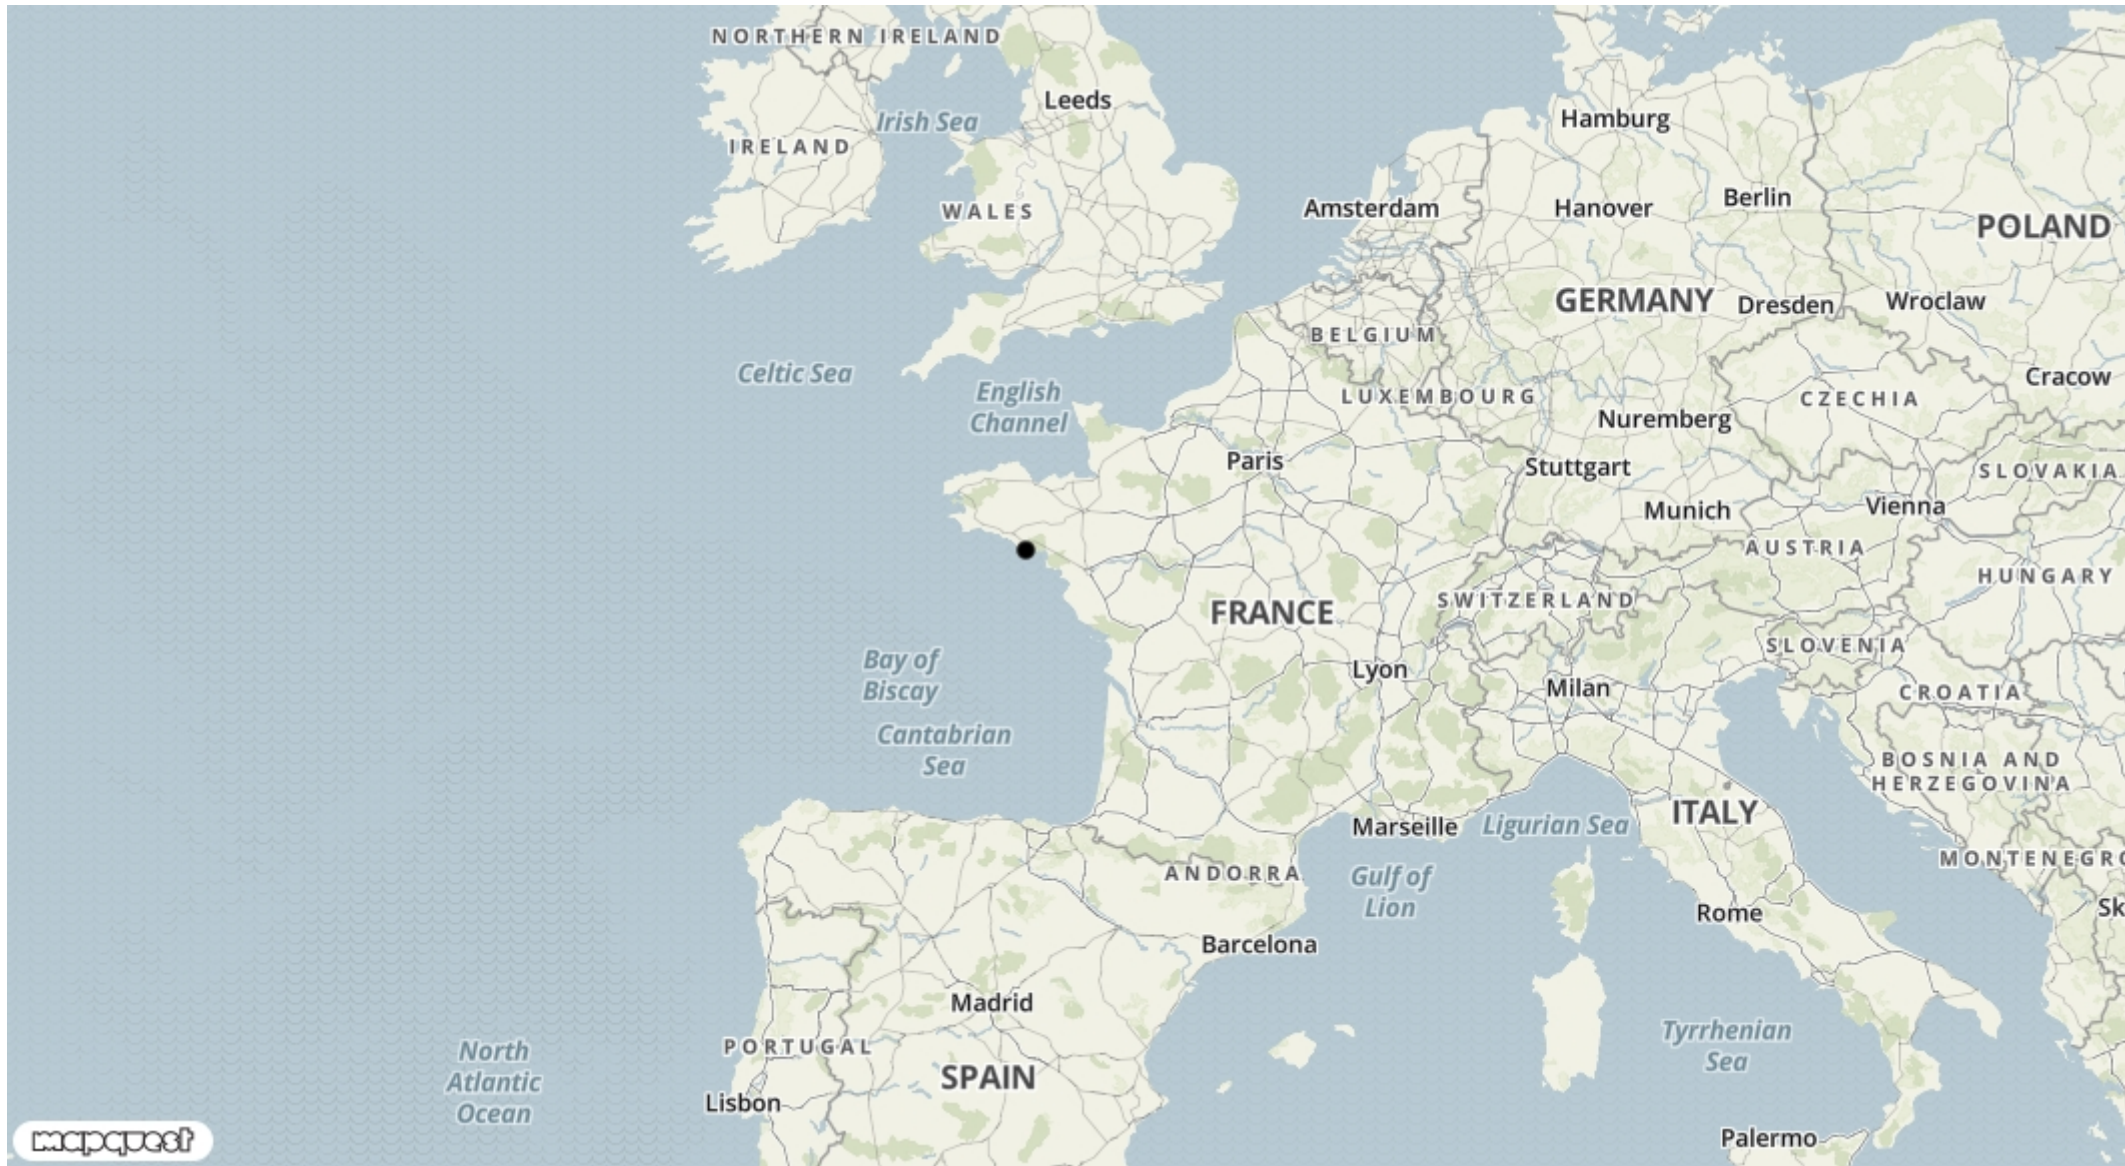 NORTHERN IRELAND
Leeds
Hamburg
Irish Sea
IRELAND
Amsterdam
Hanover
Berlin
WALES
POLAND
GERMANY
Dresden
Wroclaw
BELGIUM
Celtic Sea
English
Channel
LUXEMBOURG
Cracow
CZECHIA
Nuremberg
Paris
Stuttgart
SLOVAKIA
Munich
Vienna
AUSTRIA
HUNGARY
SWITZERLAND
FRANCE
SLOVENIA
Bay of
Biscay
Lyon
Milan
CROATIA
Cantabrian
Sea
BOSNIA AND
HERZEGOVINA
ITALY
Marseille
Ligurian Sea
MONTENEGRO
ANDORRA
Gulf of
Lion
Rome
Sk
Barcelona
Madrid
Tyrrhenian
Sea
PORTUGAL
North
Atlantic
Ocean
SPAIN
Lisbon
mapquest
Palermo